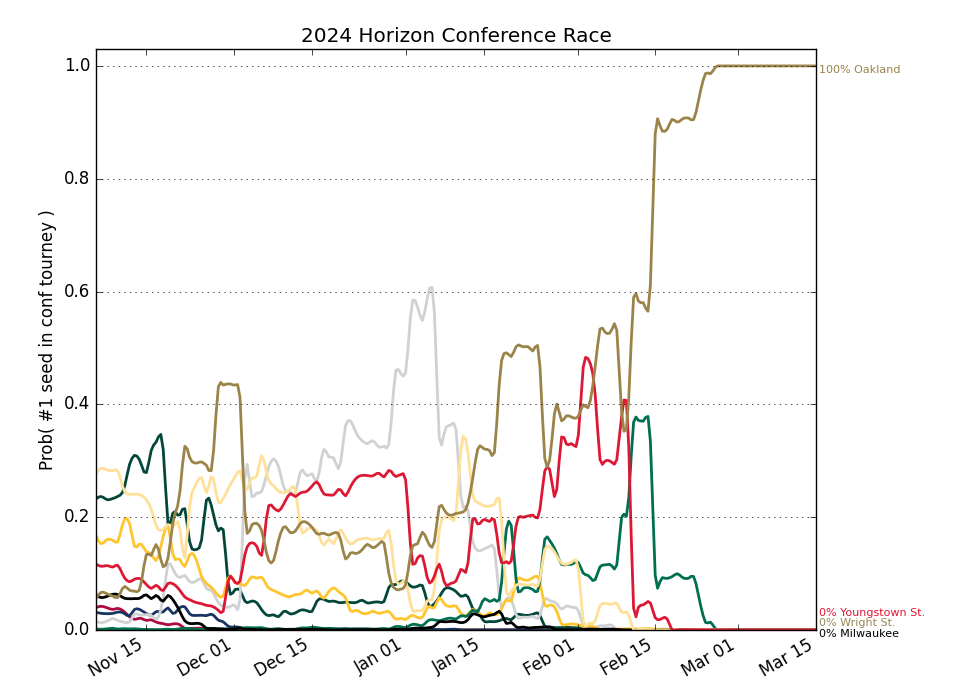 2024 Horizon Conference Race
Prob( #1 seed in conf tourney )
1.0
0.8
0.6
0.4
0.2
0.0
100% Oakland
0% Youngstown St.
0% Wright St.
0% Milwaukee
Nov 15
Dec 01
Dec 15
Jan 01
Jan 15
Feb 01
Feb 15
Mar 01
Mar 15